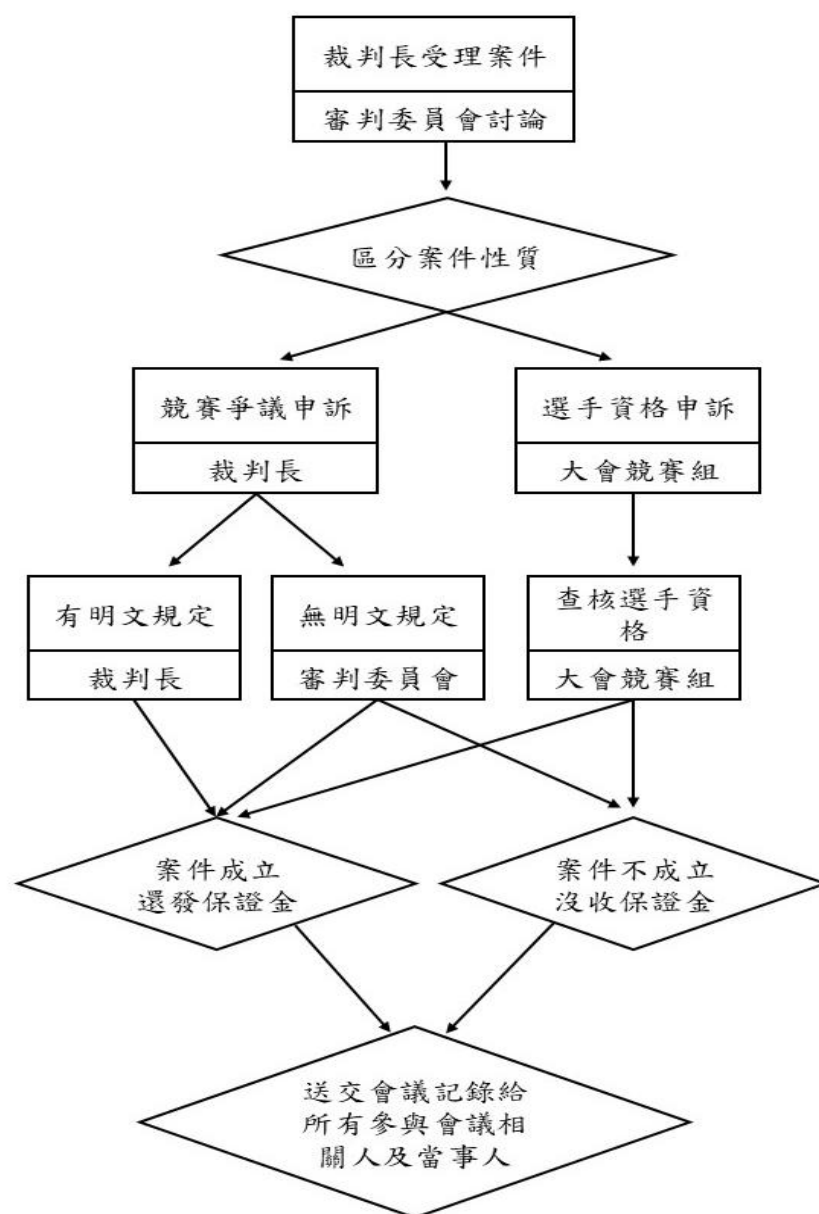 裁判長受理案件
審判委員會討論
區分案件性質
競賽爭議申訴
裁判長
選手資格申訴
大會競賽組
有明文規定
裁判長
無明文規定
審判委員會
查核選手資
格
大會競賽組
案件成立
還發保證金
案件不成立
沒收保證金
送交會議記錄給
所有參與會議相
關人及當事人